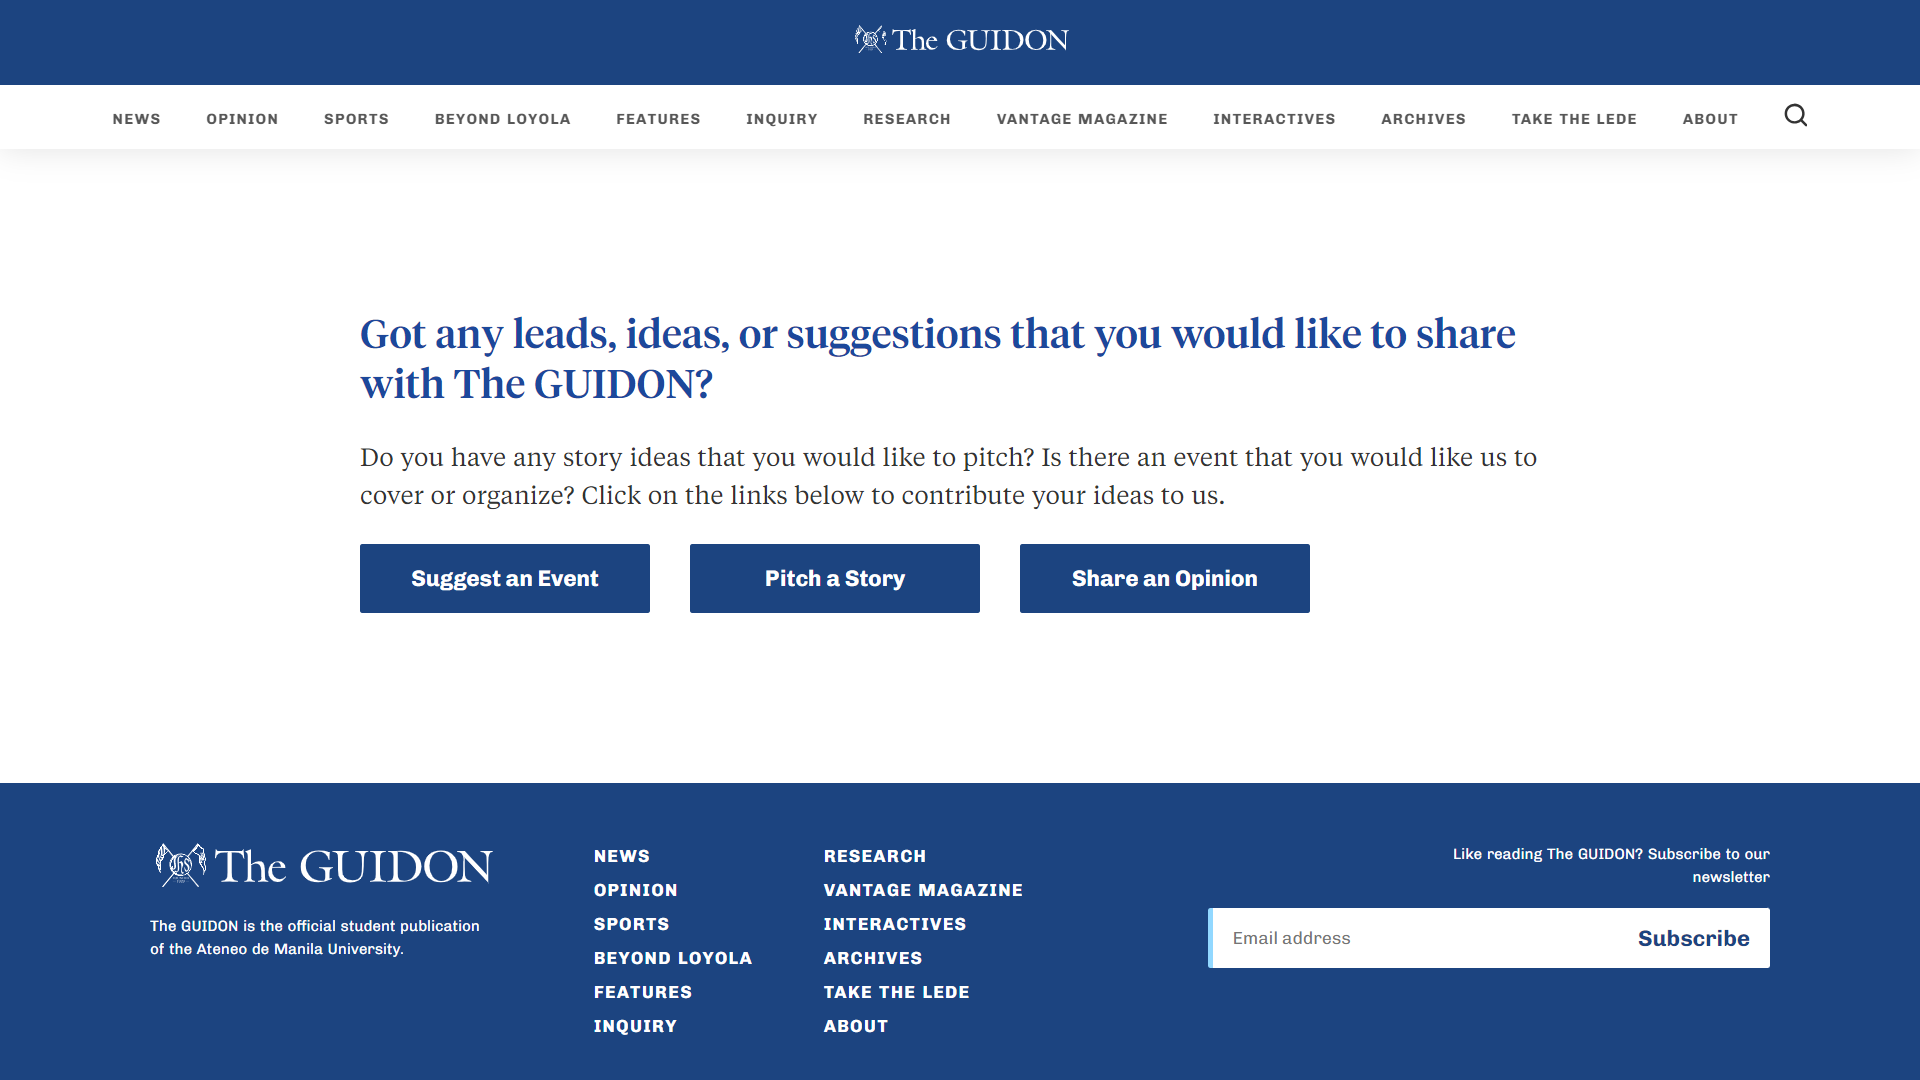 The GUIDON
NEWS OPINION SPORTS BEYOND LOYOLA FEATURES INQUIRY RESEARCH VANTAGE MAGAZINE INTERACTIVES ARCHIVES TAKE THE LEDE ABOUT
Got any leads, ideas, or suggestions that you would like to share
with The GUIDON?
Do you have any story ideas that you would like to pitch? Is there an event that you would like us to
cover or organize? Click on the links below to contribute your ideas to us.
Suggest an Event
Pitch a Story
Share an Opinion
The GUIDON
The GUIDON is the official student publication
of the Ateneo de Manila University.
NEWS
OPINION
SPORTS
BEYOND LOYOLA
FEATURES
INQUIRY
RESEARCH
VANTAGE MAGAZINE
INTERACTIVES
ARCHIVES
TAKE THE LEDE
ABOUT
Like reading The GUIDON? Subscribe to our
newsletter
Email address
Subscribe